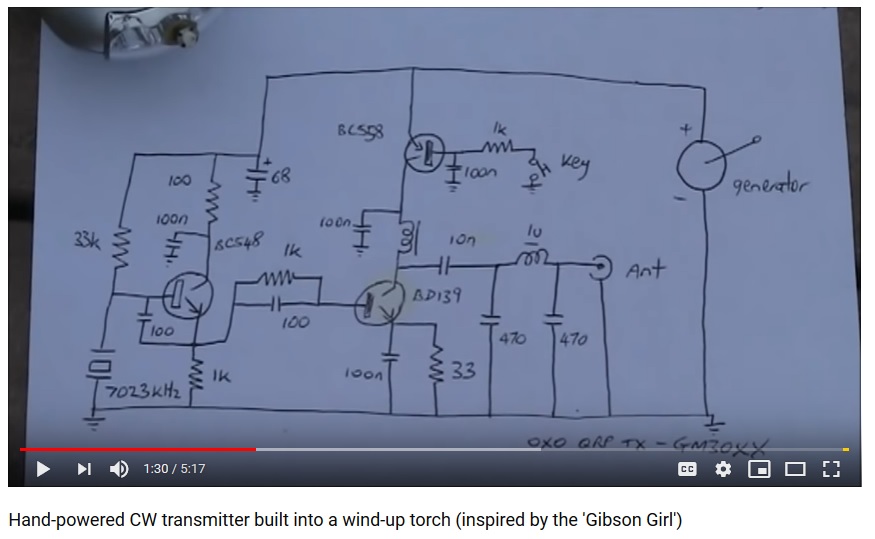 BC558
1k
Key
100n
+
68
100
100n
33k
BC548
1k
100
100n
10n
1u
Ant
BD139
+
generator
-
100
1K
7023kHz
100n
33
470
470
OXO QRP TX - GM3OXX
1:30 / 5:17
CC
Hand-powered CW transmitter built into a wind-up torch (inspired by the 'Gibson Girl')